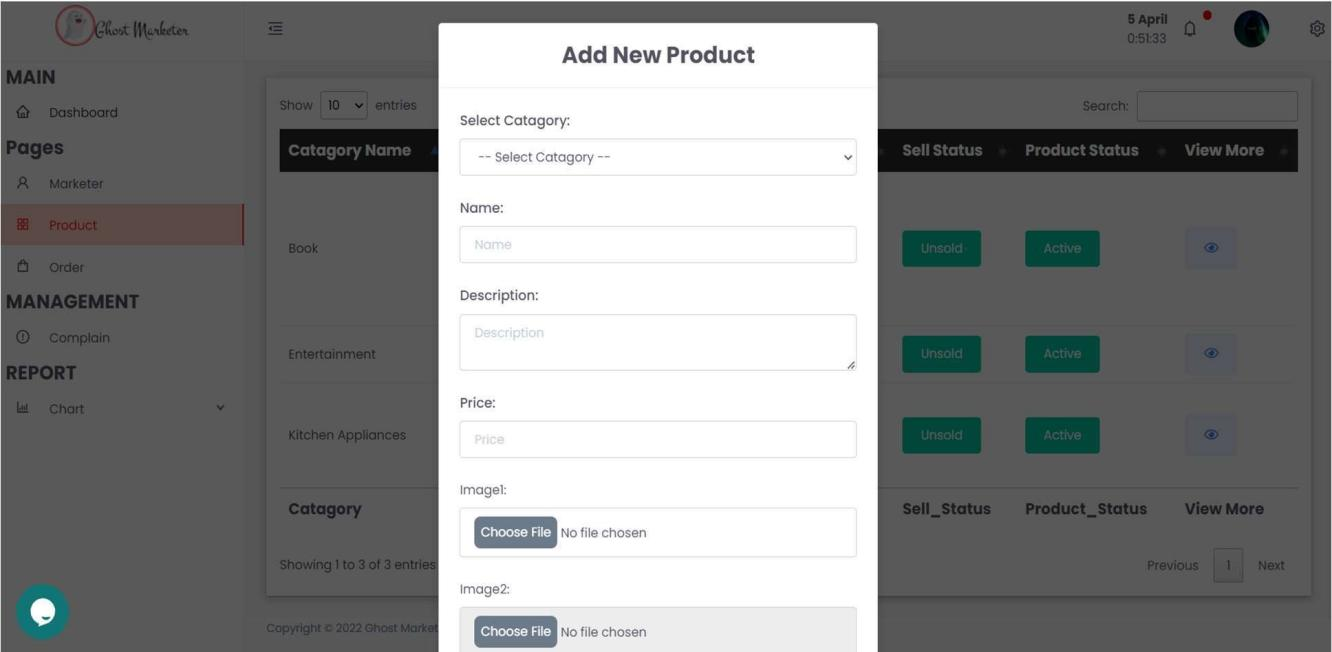 Ghost Marketer
5 April
0:51:33
MAIN
Dashboard
Pages
Marketer
Product
Order
MANAGEMENT
Complain
REPORT
Chart
Show 10 entries
Search:
Catagory Name
Sell Status
Product Status
View More
Book
Unsold
Active
Entertainment
Unsold
Active
Kitchen Appliances
Unsold
Active
Catagory
Sell_Status
Product_Status
View More
Showing 1 to 3 of 3 entries
Previous 1 Next
Copyright © 2022 Ghost Market
Add New Product
Select Catagory:
-- Select Catagory --
Name:
Name
Description:
Description
Price:
Price
Image1:
Choose File No file chosen
Image2:
Choose File No file chosen